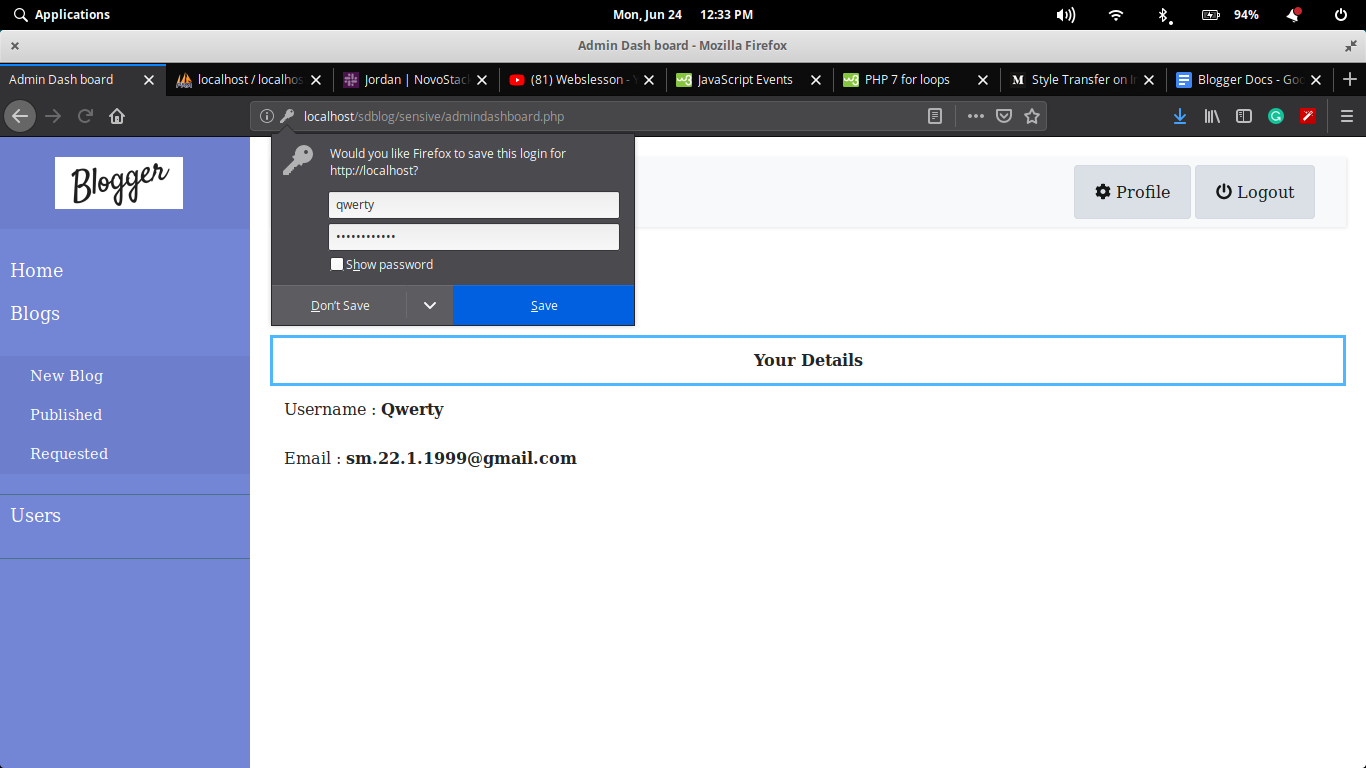 Applications
Mon, Jun 24 12:33 PM
94%
Admin Dash board - Mozilla Firefox
Admin Dash board
localhost / localhos
Jordan | NovoStac
(81) Webslesson -
JavaScript Events
PHP 7 for loops
Style Transfer on I
Blogger Docs - Goo
localhost/sdblog/sensive/admindashboard.php
Blogger
Home
Blogs
New Blog
Published
Requested
Users
Would you like Firefox to save this login for
http://localhost?
qwerty
Show password
Don't Save
Save
Profile
Logout
Your Details
Username : Qwerty
Email : sm.22.1.1999@gmail.com